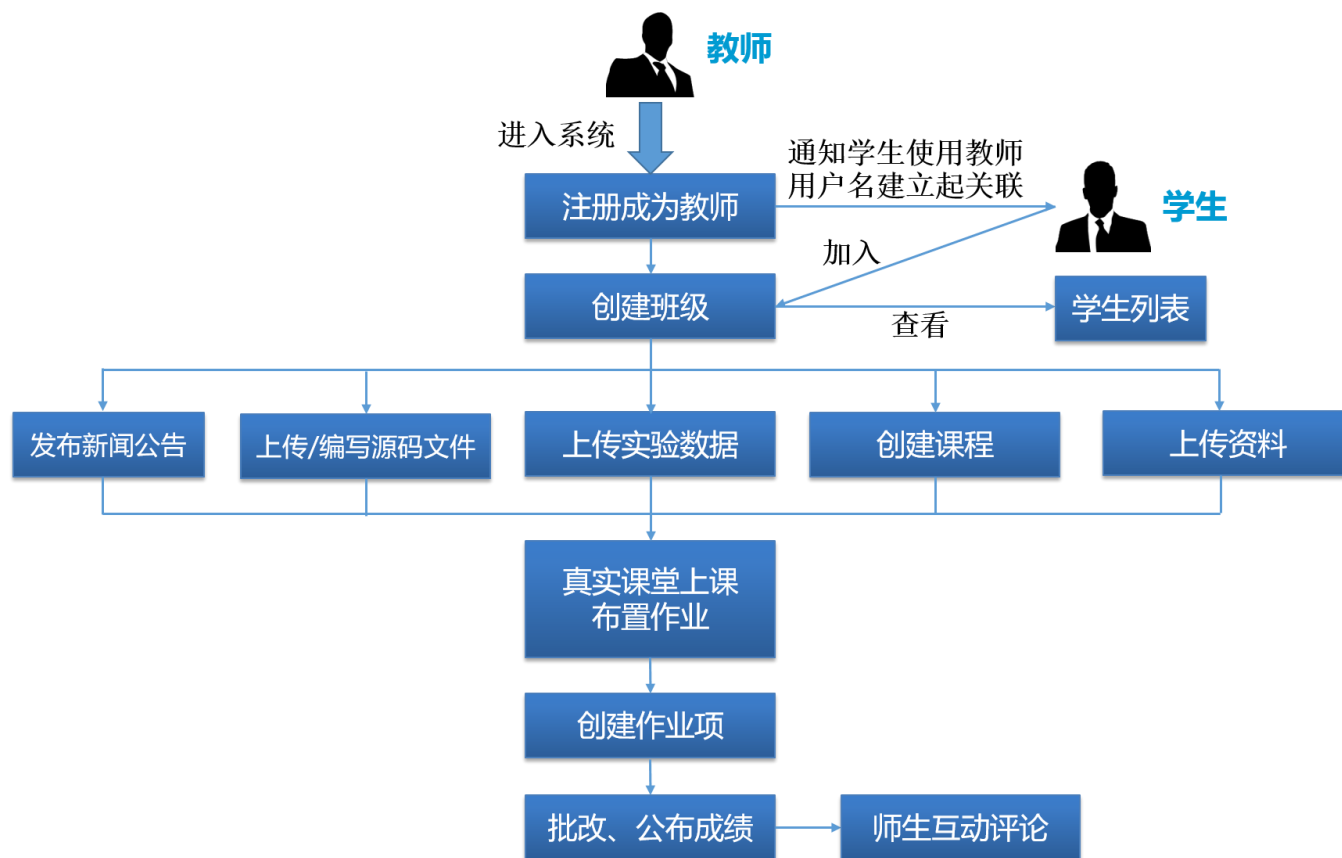 教师
进入系统
通知学生使用教师
用户名建立起关联
注册成为教师
学生
加入
创建班级
查看
学生列表
发布新闻公告
上传/编写源码文件
上传实验数据
创建课程
上传资料
真实课堂上课
布置作业
创建作业项
批改、公布成绩
师生互动评论